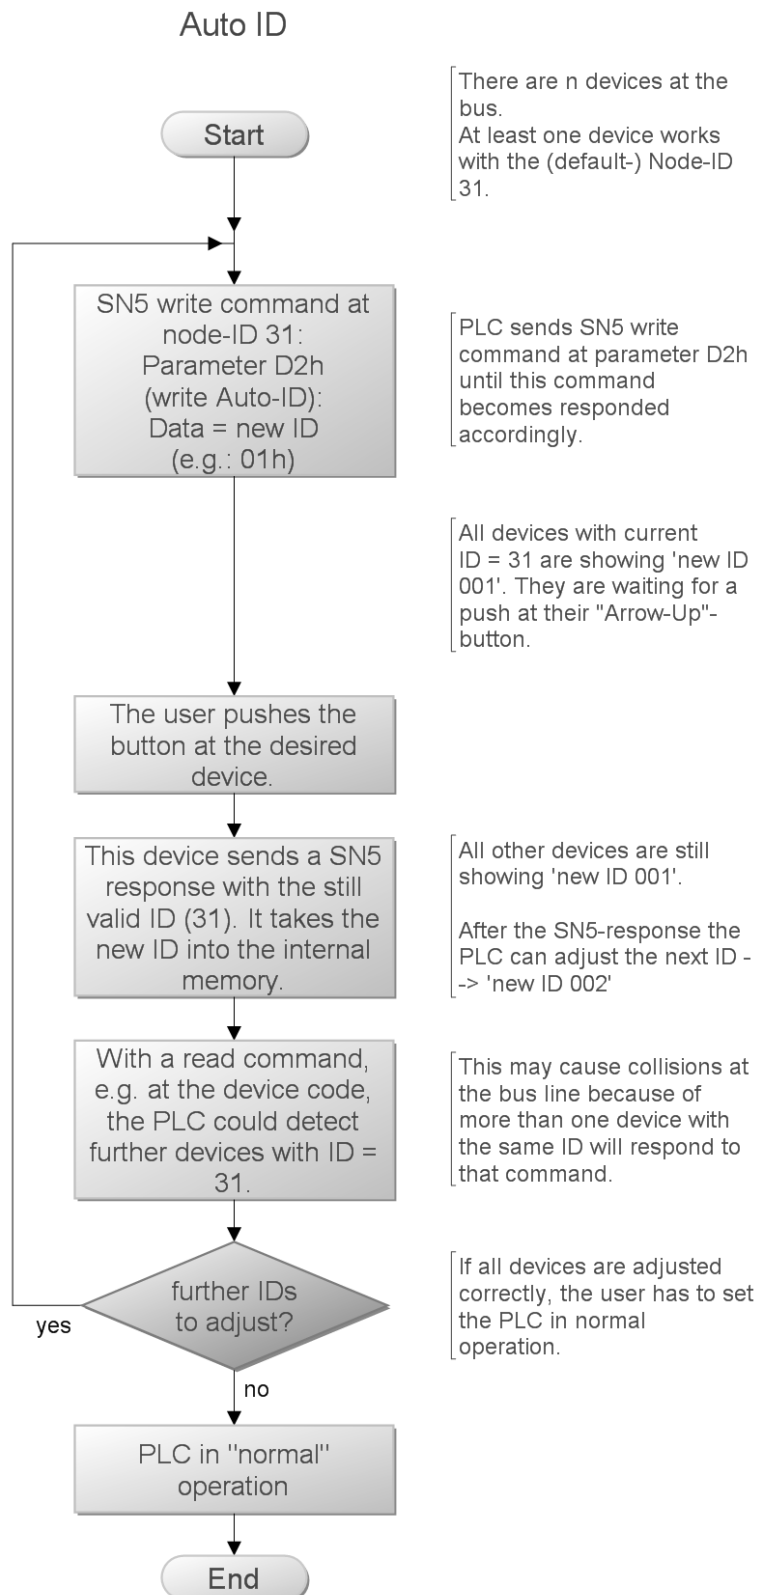 Auto ID
There are n devices at the
bus.
At least one device works
with the (default-) Node-ID
31.
Start
SN5 write command at
node-ID 31:
Parameter D2h
(write Auto-ID):
Data = new ID
(e.g.: 01h)
PLC sends SN5 write
command at parameter D2h
until this command
becomes responded
accordingly.
All devices with current
ID = 31 are showing 'new ID
001'. They are waiting for a
push at their "Arrow-Up"-
button.
The user pushes the
button at the desired
device.
This device sends a SN5
response with the still
valid ID (31). It takes the
new ID into the internal
memory.
All other devices are still
showing 'new ID 001'.
After the SN5-response the
PLC can adjust the next ID -
-> 'new ID 002'
With a read command,
e.g. at the device code,
the PLC could detect
further devices with ID =
31.
This may cause collisions at
the bus line because of
more than one device with
the same ID will respond to
that command.
further IDs
to adjust?
yes
no
If all devices are adjusted
correctly, the user has to set
the PLC in normal
operation.
PLC in "normal"
operation
End